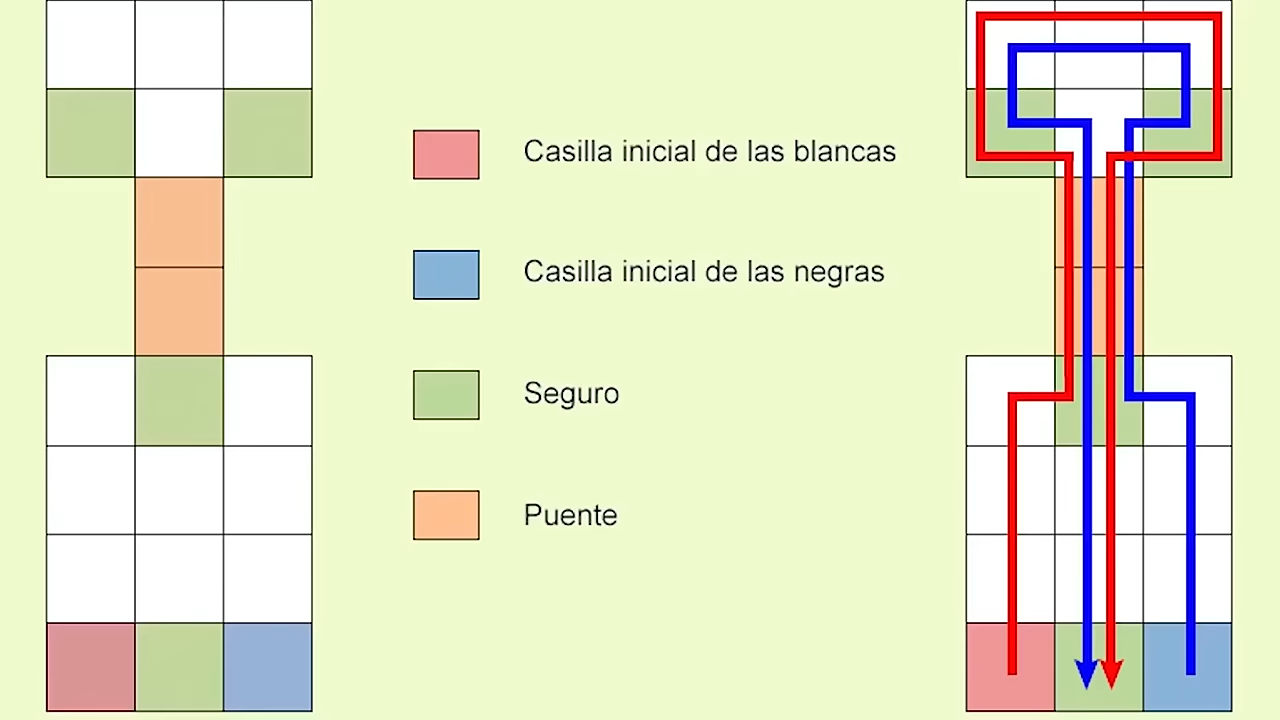 Casilla inicial de las blancas
Casilla inicial de las negras
Seguro
Puente